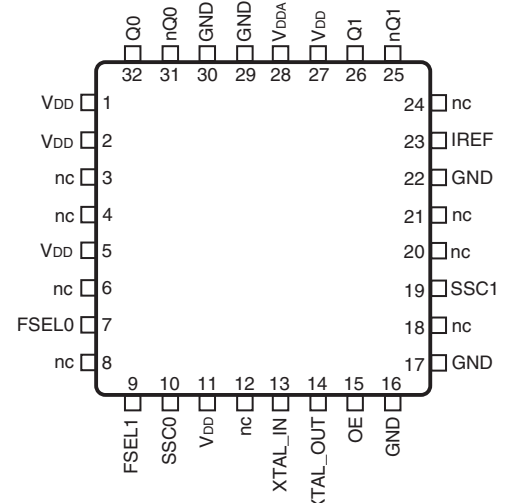 Q0 nQ0 GND GND VDDA VDD Q1 nQ1
32 31 30 29 28 27 26 25
VDD 1 24 nc
VDD 2 23 IREF
nc 3 22 GND
nc 4 21 nc
VDD 5 20 nc
nc 6 19 SSC1
FSEL0 7 18 nc
nc 8 17 GND
9 10 11 12 13 14 15 16
FSEL1 SSC0 VDD nc XTAL_IN XTAL_OUT OE GND